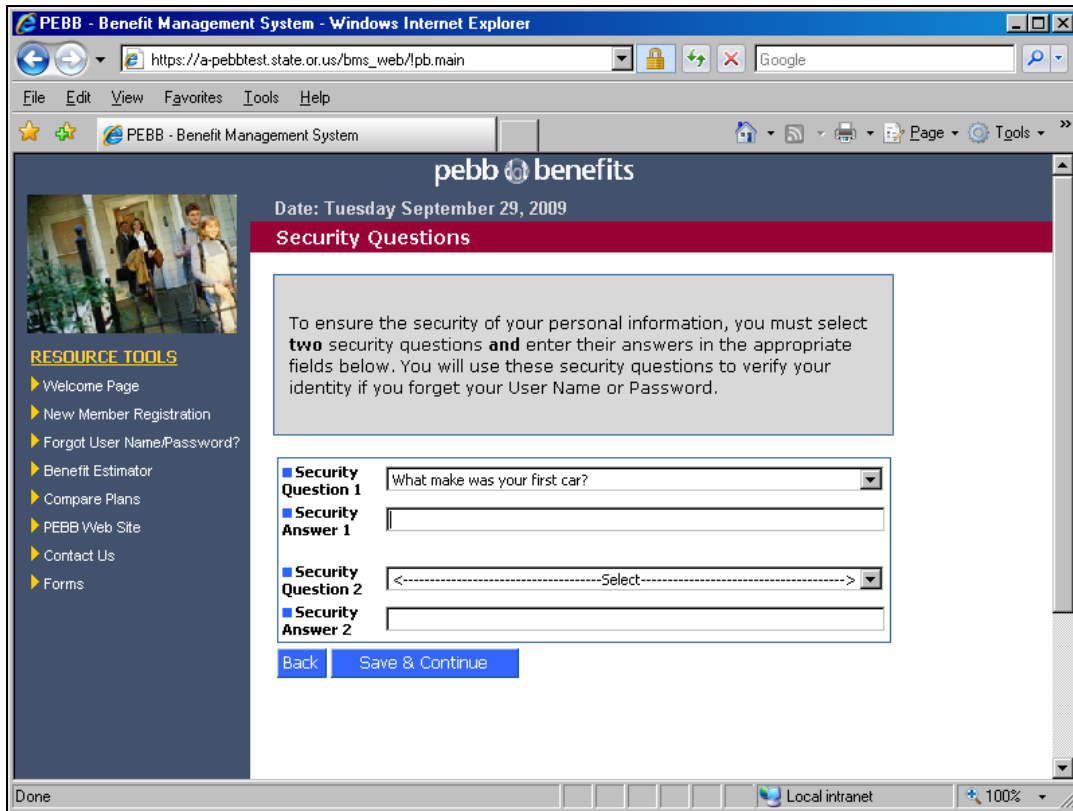 PEBB - Benefit Management System - Windows Internet Explorer
https://a-pebbtest.state.or.us/bms_web/!pb.main
Google
File Edit View Favorites Tools Help
PEBB - Benefit Management System
Page Tools
pebb benefits
Date: Tuesday September 29, 2009
Security Questions
To ensure the security of your personal information, you must select
two security questions and enter their answers in the appropriate
fields below. You will use these security questions to verify your
identity if you forget your User Name or Password.
RESOURCE TOOLS
Welcome Page
New Member Registration
Forgot User Name/Password?
Benefit Estimator
Compare Plans
PEBB Web Site
Contact Us
Forms
Security
Question 1
What make was your first car?
Security
Answer 1
Security
Question 2
<-------------------------------------Select-------------------------------------->
Security
Answer 2
Back Save & Continue
Done Local intranet 100%